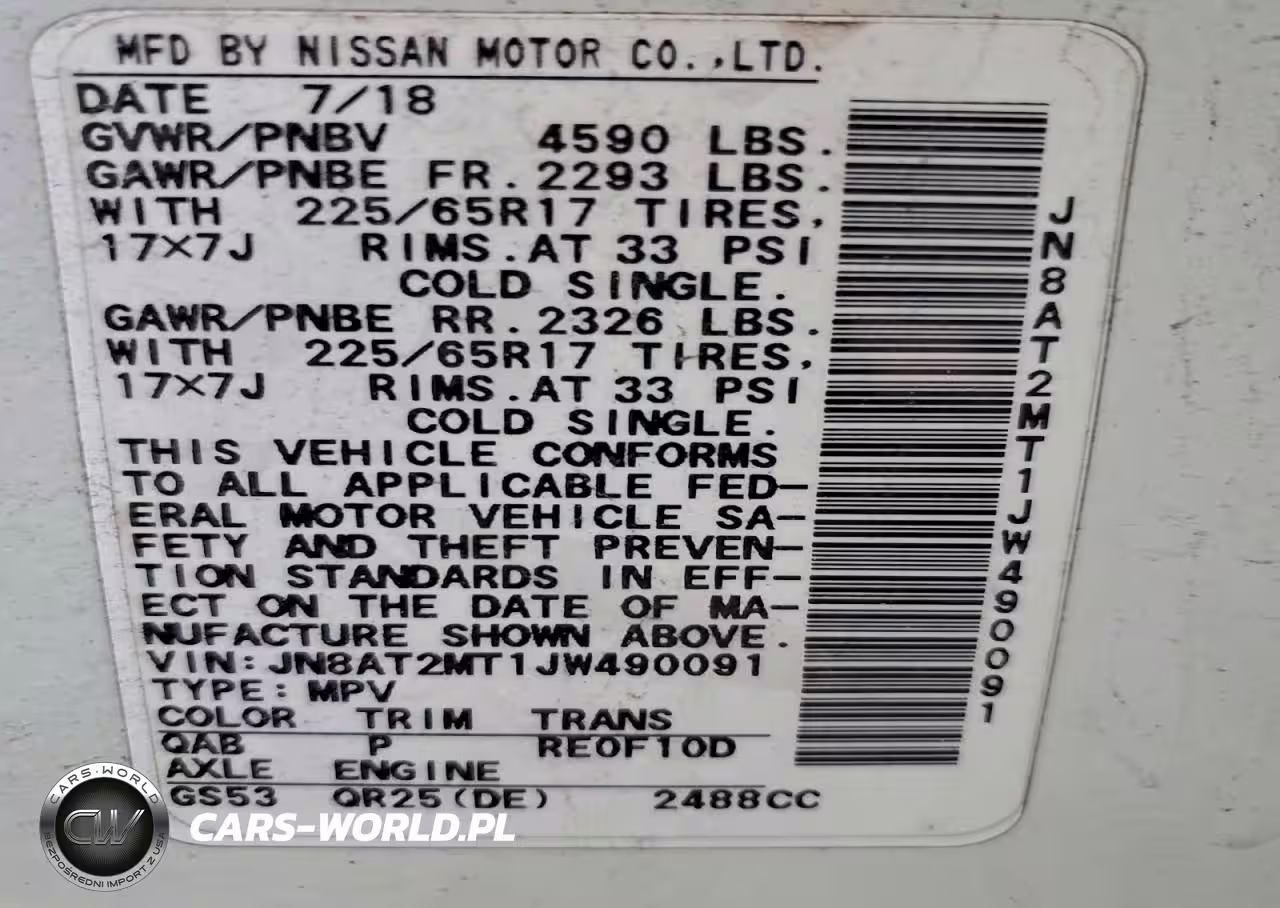 MFD BY NISSAN MOTOR CO.,LTD.
DATE 7/18
GVWR/PNBV 4590 LBS.
GAWR/PNBE FR. 2293 LBS.
WITH 225/65R17 TIRES,
17×7J RIMS.AT 33 PSI
COLD SINGLE.
GAWR/PNBE RR. 2326 LBS.
WITH 225/65R17 TIRES,
17×7J RIMS.AT 33 PSI
COLD SINGLE.
THIS VEHICLE CONFORMS
TO ALL APPLICABLE FED-
ERAL MOTOR VEHICLE SA-
FETY AND THEFT PREVEN-
TION STANDARDS IN EFF-
ECT ON THE DATE OF MA-
NUFACTURE SHOWN ABOVE.
VIN:JN8AT2MT1JW490091
TYPE:MPV
COLOR TRIM TRANS
QAB P RE0F10D
AXLE ENGINE
GS53 QR25(DE) 2488CC
JN8AT2MT1JW490091
CARS-WORLD
CW
BEZPOŚREDNI IMPORT Z USA
CARS-WORLD.PL